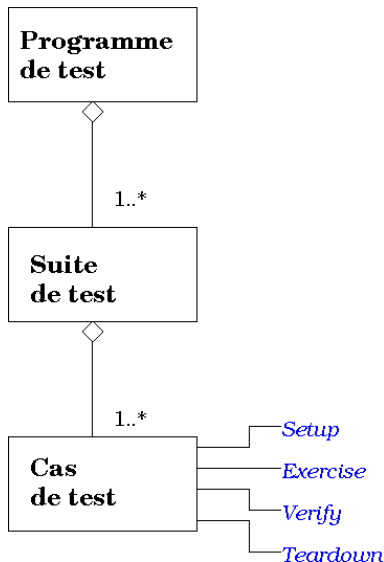 Programme
de test
1..*
Suite
de test
1..*
Cas
de test
Setup
Exercise
Verify
Teardown